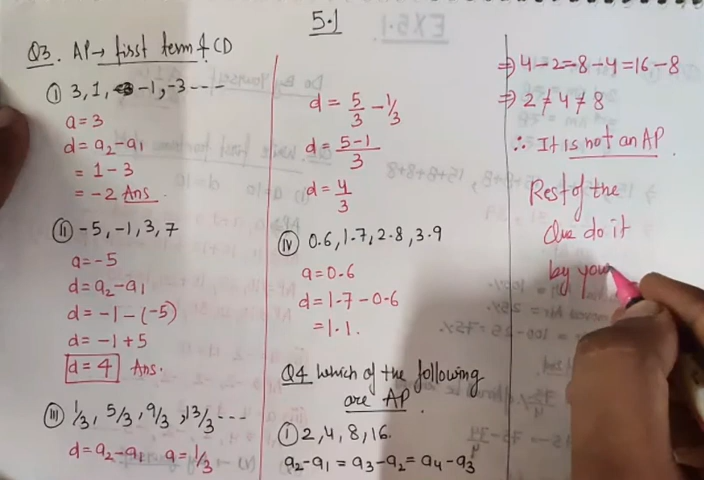 5.1
Q3. AP→ first term & CD
(i) 3, 1, -1, -3 ----
a = 3
d = a₂-a₁
= 1 - 3
= -2 Ans.
(ii) -5, -1, 3, 7
a = -5
d = a₂-a₁
d = -1 - (-5)
d = -1 + 5
d = 4 Ans.
(iii) 1/3, 5/3, 9/3, 13/3 ----
d = a₂-a₁ a = 1/3
d = 5/3 - 1/3
d = (5-1)/3
d = 4/3
(iv) 0.6, 1.7, 2.8, 3.9
a = 0.6
d = 1.7 - 0.6
= 1.1.
Q4 which of the following
are AP.
(i) 2, 4, 8, 16.
a₂-a₁ = a₃-a₂ = a₄-a₃
⇒ 4-2 = 8-4 = 16-8
⇒ 2 ≠ 4 ≠ 8
∴ It is not an AP.
Rest of the
Que do it
by you